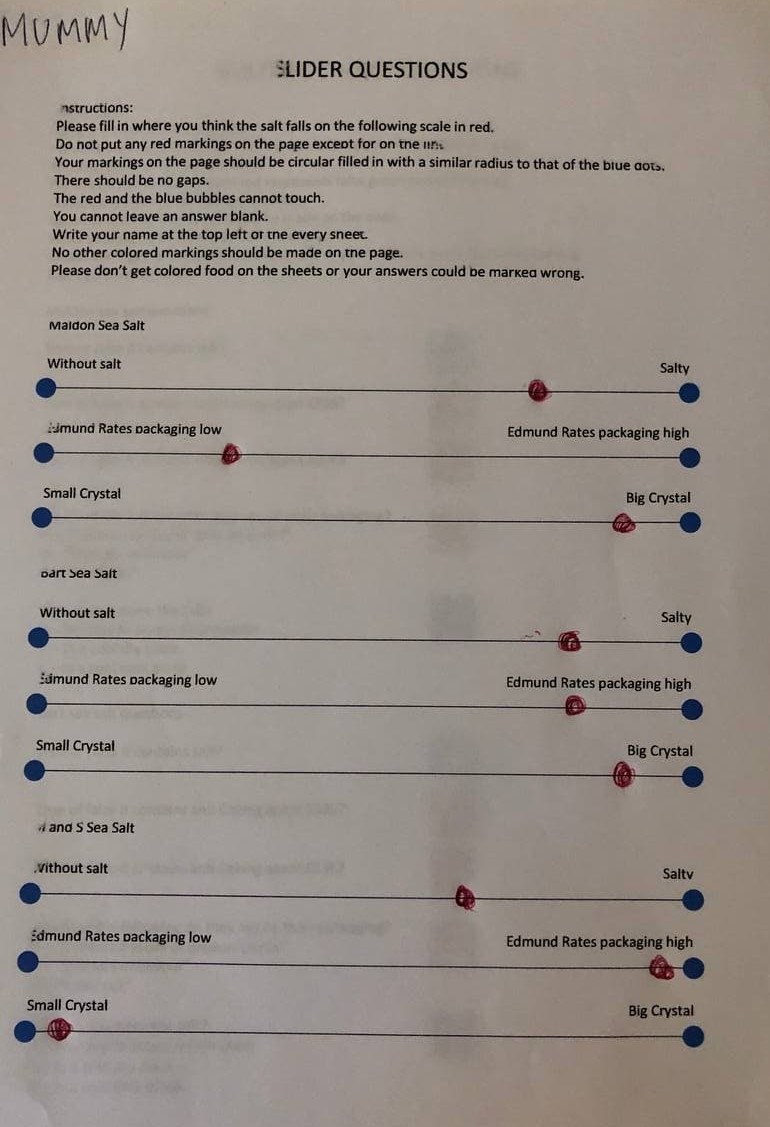 MUMMY
SLIDER QUESTIONS
Instructions:
Please fill in where you think the salt falls on the following scale in red.
Do not put any red markings on the page except for on the line.
Your markings on the page should be circular filled in with a similar radius to that of the blue dots.
There should be no gaps.
The red and the blue bubbles cannot touch.
You cannot leave an answer blank.
Write your name at the top left of the every sheet.
No other colored markings should be made on the page.
Please don't get colored food on the sheets or your answers could be marked wrong.
Maldon Sea Salt
Without salt Salty
Edmund Rates packaging low Edmund Rates packaging high
Small Crystal Big Crystal
Sea Salt
Without salt Salty
Edmund Rates packaging low Edmund Rates packaging high
Small Crystal Big Crystal
and S Sea Salt
Without salt Salty
Edmund Rates packaging low Edmund Rates packaging high
Small Crystal Big Crystal